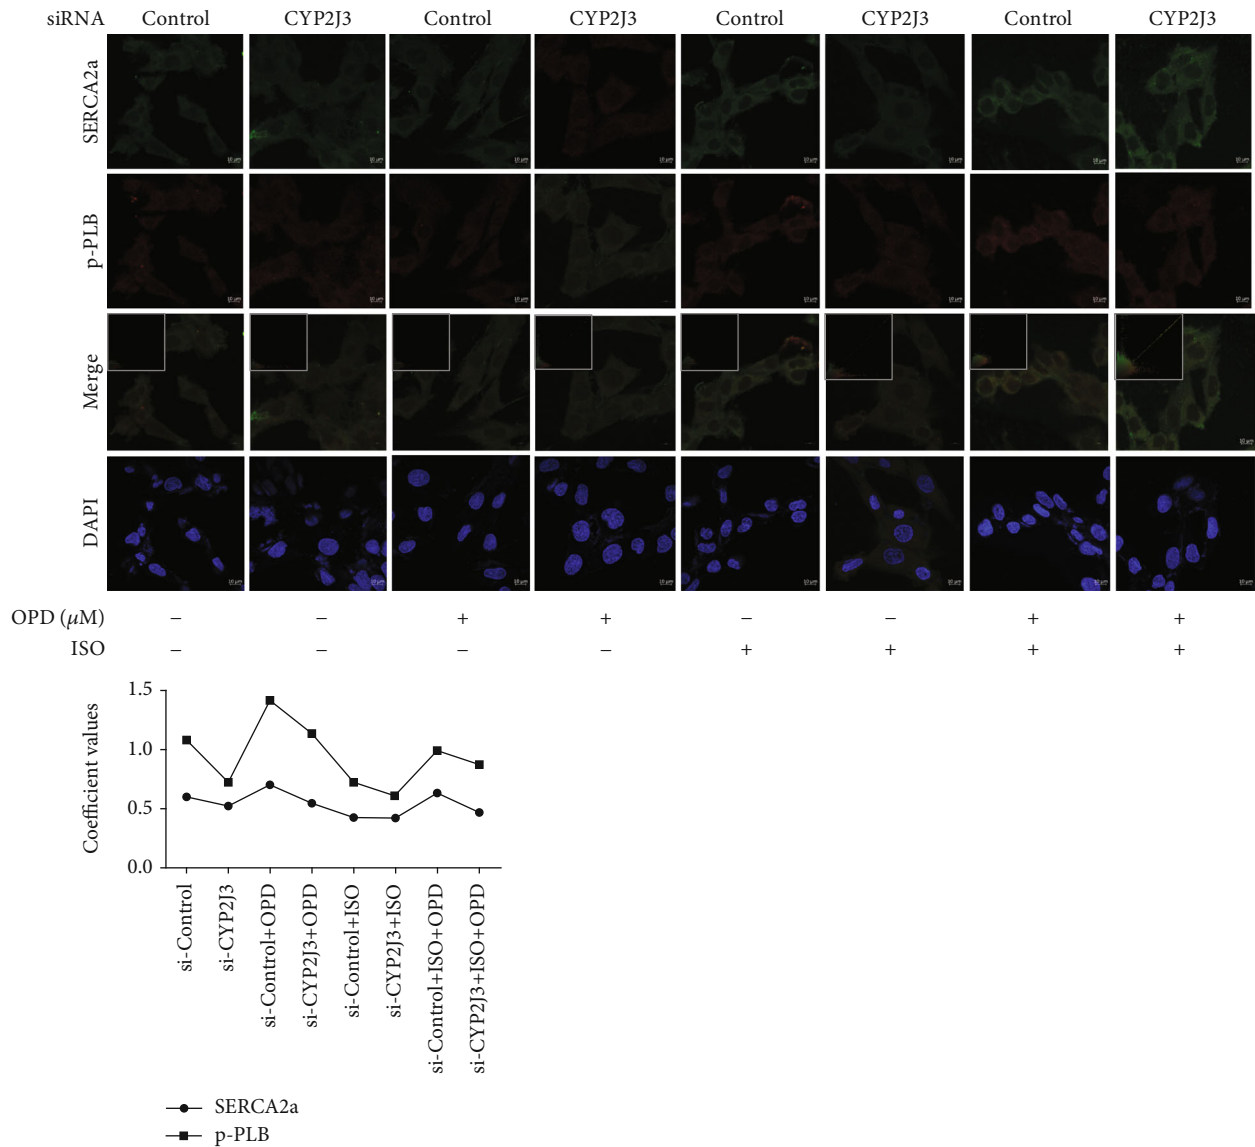 siRNA Control CYP2J3 Control CYP2J3 Control CYP2J3 Control CYP2J3
SERCA2a
p-PLB
Merge
DAPI
OPD (μM) – – + + – – + +
ISO – – – – + + + +
Coefficient values
1.5
1.0
0.5
0.0
si-Control
si-CYP2J3
si-Control+OPD
si-CYP2J3+OPD
si-Control+ISO
si-CYP2J3+ISO
si-Control+ISO+OPD
si-CYP2J3+ISO+OPD
SERCA2a
p-PLB